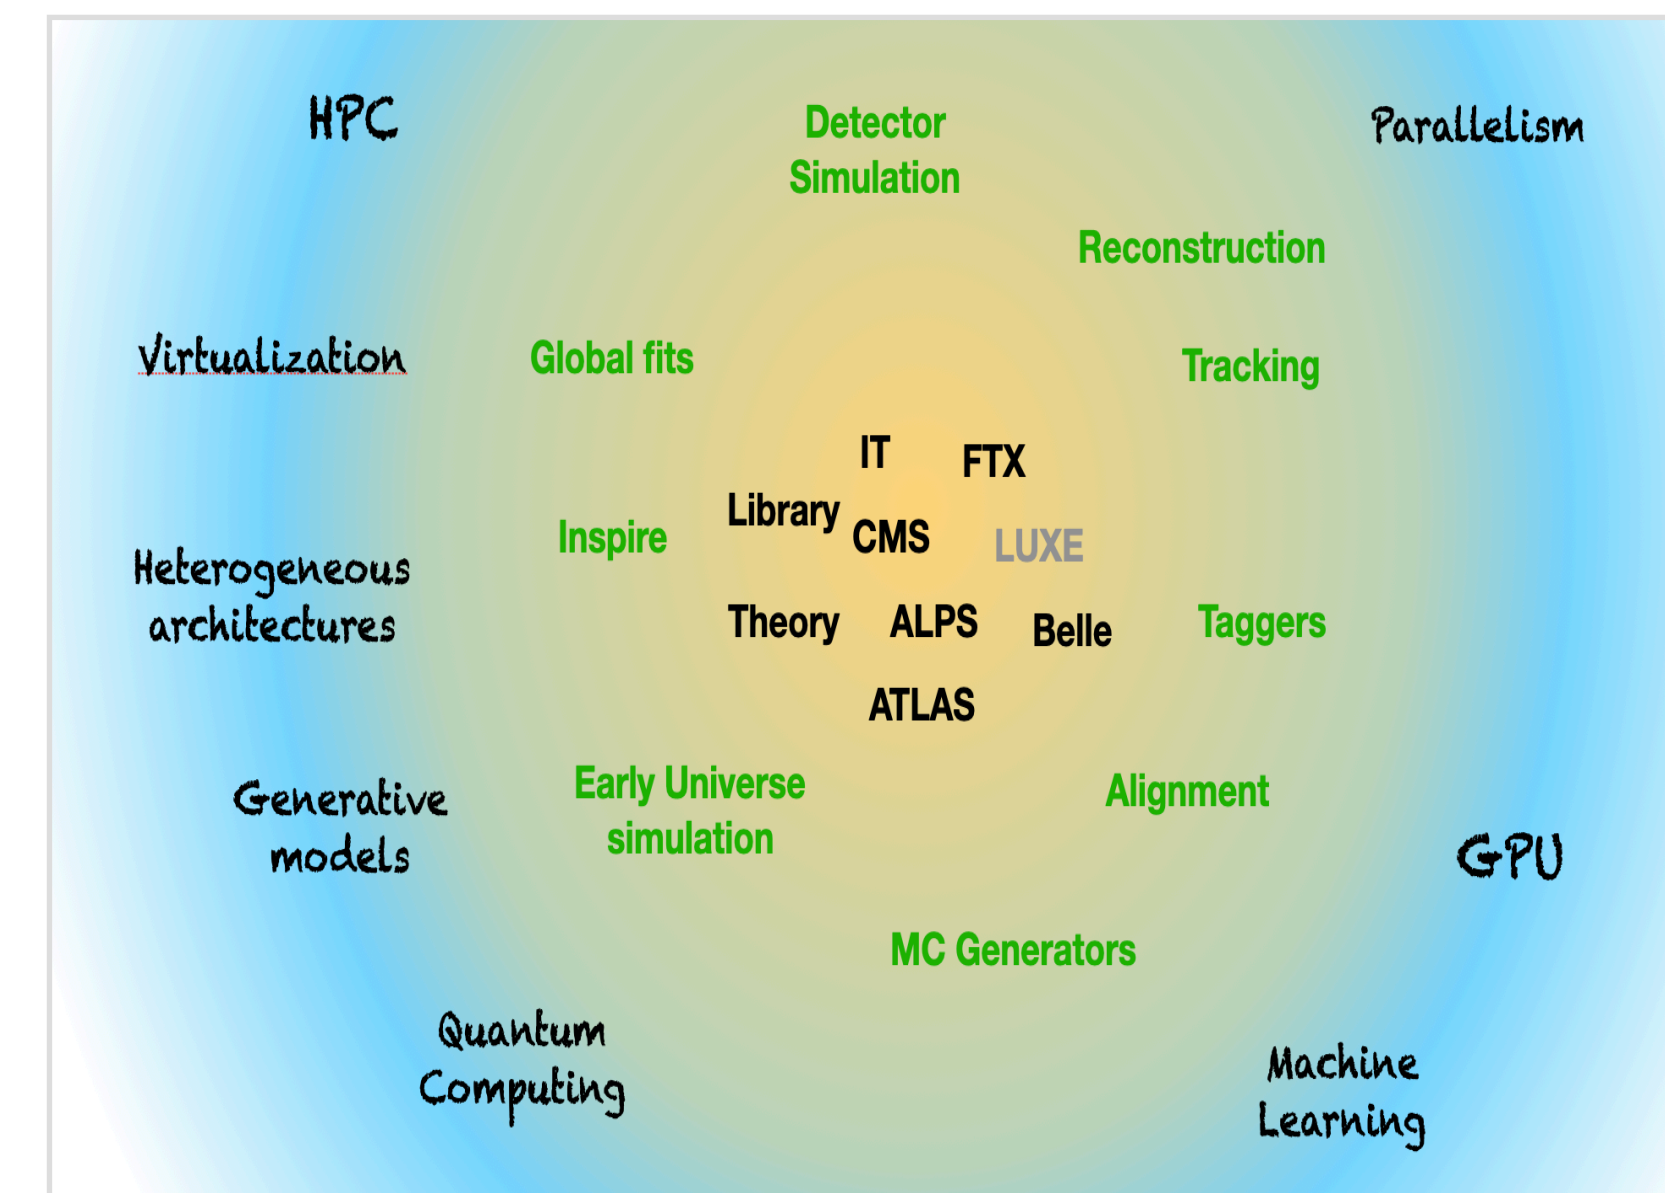 HPC
Detector
Simulation
Parallelism
Reconstruction
Virtualization
Global fits
Tracking
IT
FTX
Library
CMS
LUXE
Inspire
Heterogeneous
architectures
Theory
ALPS
Belle
Taggers
ATLAS
Generative
models
Early Universe
simulation
Alignment
GPU
MC Generators
Quantum
Computing
Machine
Learning